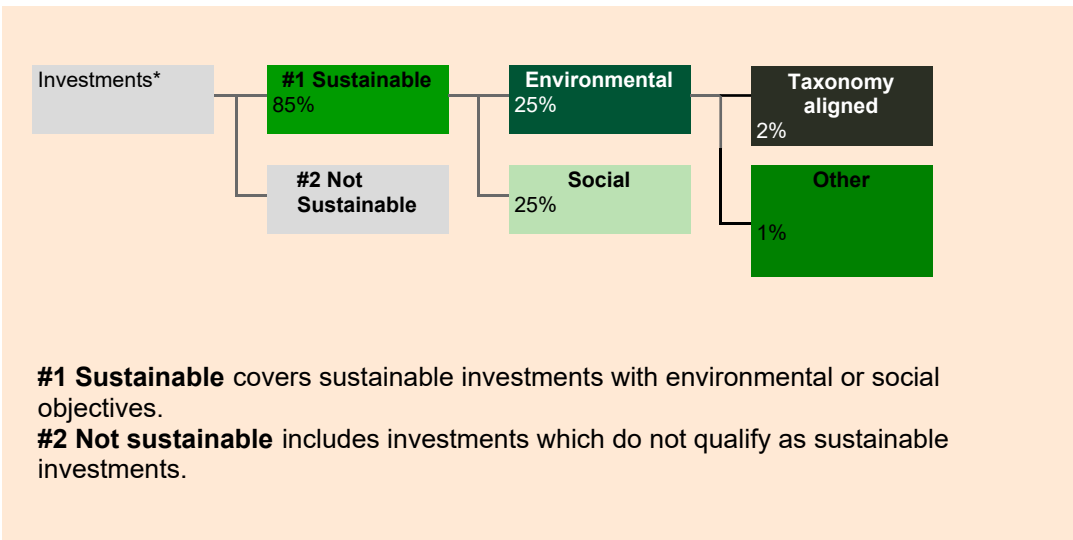 Investments*
#1 Sustainable
85%
Environmental
25%
Taxonomy
aligned
2%
#2 Not
Sustainable
Social
25%
Other
1%
#1 Sustainable covers sustainable investments with environmental or social
objectives.
#2 Not sustainable includes investments which do not qualify as sustainable
investments.